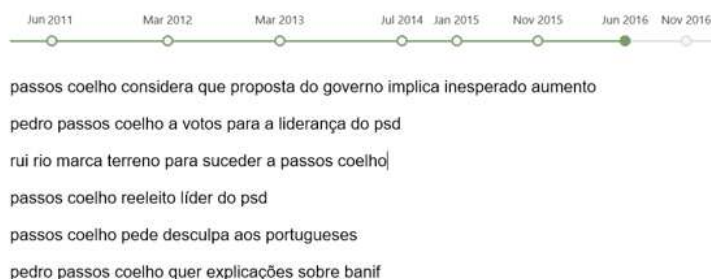 Jun 2011 Mar 2012 Mar 2013 Jul 2014 Jan 2015 Nov 2015 Jun 2016 Nov 2016
passos coelho considera que proposta do governo implica inesperado aumento
pedro passos coelho a votos para a liderança do psd
rui rio marca terreno para suceder a passos coelho
passos coelho reeleito líder do psd
passos coelho pede desculpa aos portugueses
pedro passos coelho quer explicações sobre banif